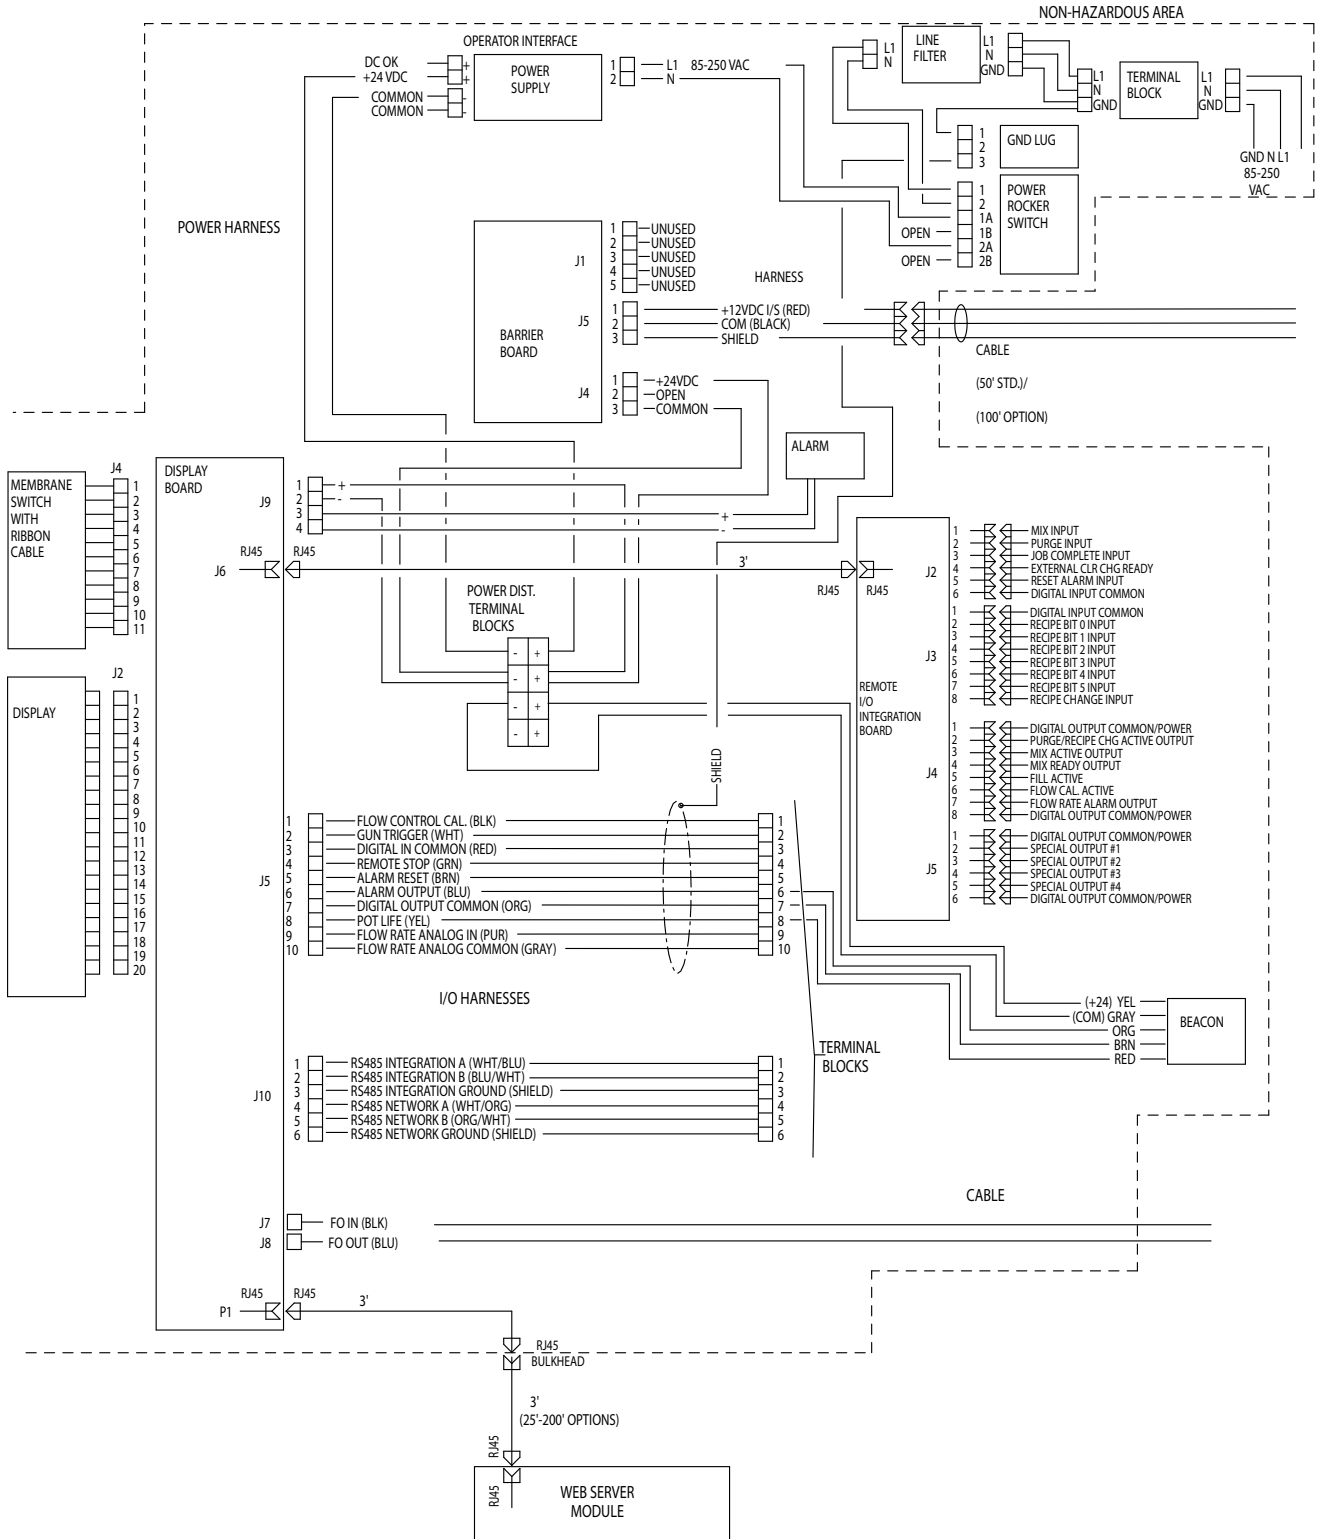 NON-HAZARDOUS AREA
OPERATOR INTERFACE
DC OK
+24 VDC
COMMON
COMMON
+
+
-
-
POWER
SUPPLY
1
2
L1 85-250 VAC
N
L1
N
LINE
FILTER
L1
N
GND
L1
N
GND
TERMINAL
BLOCK
L1
N
GND
GND N L1
85-250
VAC
1
2
3
GND LUG
1
2
1A
1B
2A
2B
OPEN
OPEN
POWER
ROCKER
SWITCH
POWER HARNESS
BARRIER
BOARD
J1
1 UNUSED
2 UNUSED
3 UNUSED
4 UNUSED
5 UNUSED
HARNESS
J5
1 +12VDC I/S (RED)
2 COM (BLACK)
3 SHIELD
J4
1 +24VDC
2 OPEN
3 COMMON
CABLE
(50' STD.)/
(100' OPTION)
ALARM
MEMBRANE
SWITCH
WITH
RIBBON
CABLE
J4
1
2
3
4
5
6
7
8
9
10
11
DISPLAY
BOARD
J9
1 +
2 -
3
4
+
-
J6
RJ45
RJ45
3'
RJ45
RJ45
POWER DIST.
TERMINAL
BLOCKS
- +
- +
- +
- +
SHIELD
REMOTE
I/O
INTEGRATION
BOARD
J2
1 MIX INPUT
2 PURGE INPUT
3 JOB COMPLETE INPUT
4 EXTERNAL CLR CHG READY
5 RESET ALARM INPUT
6 DIGITAL INPUT COMMON
J3
1 DIGITAL INPUT COMMON
2 RECIPE BIT 0 INPUT
3 RECIPE BIT 1 INPUT
4 RECIPE BIT 2 INPUT
5 RECIPE BIT 3 INPUT
6 RECIPE BIT 4 INPUT
7 RECIPE BIT 5 INPUT
8 RECIPE CHANGE INPUT
J4
1 DIGITAL OUTPUT COMMON/POWER
2 PURGE/RECIPE CHG ACTIVE OUTPUT
3 MIX ACTIVE OUTPUT
4 MIX READY OUTPUT
5 FILL ACTIVE
6 FLOW CAL. ACTIVE
7 FLOW RATE ALARM OUTPUT
8 DIGITAL OUTPUT COMMON/POWER
J5
1 DIGITAL OUTPUT COMMON/POWER
2 SPECIAL OUTPUT #1
3 SPECIAL OUTPUT #2
4 SPECIAL OUTPUT #3
5 SPECIAL OUTPUT #4
6 DIGITAL OUTPUT COMMON/POWER
DISPLAY
J2
1
2
3
4
5
6
7
8
9
10
11
12
13
14
15
16
17
18
19
20
J5
1 FLOW CONTROL CAL. (BLK) 1
2 GUN TRIGGER (WHT) 2
3 DIGITAL IN COMMON (RED) 3
4 REMOTE STOP (GRN) 4
5 ALARM RESET (BRN) 5
6 ALARM OUTPUT (BLU) 6
7 DIGITAL OUTPUT COMMON (ORG) 7
8 POT LIFE (YEL) 8
9 FLOW RATE ANALOG IN (PUR) 9
10 FLOW RATE ANALOG COMMON (GRAY) 10
I/O HARNESSES
(+24) YEL
(COM) GRAY
ORG
BRN
RED
BEACON
TERMINAL
BLOCKS
J10
1 RS485 INTEGRATION A (WHT/BLU) 1
2 RS485 INTEGRATION B (BLU/WHT) 2
3 RS485 INTEGRATION GROUND (SHIELD) 3
4 RS485 NETWORK A (WHT/ORG) 4
5 RS485 NETWORK B (ORG/WHT) 5
6 RS485 NETWORK GROUND (SHIELD) 6
CABLE
J7 FO IN (BLK)
J8 FO OUT (BLU)
P1
RJ45
RJ45
3'
RJ45
BULKHEAD
3'
(25'-200' OPTIONS)
RJ45
RJ45
WEB SERVER
MODULE